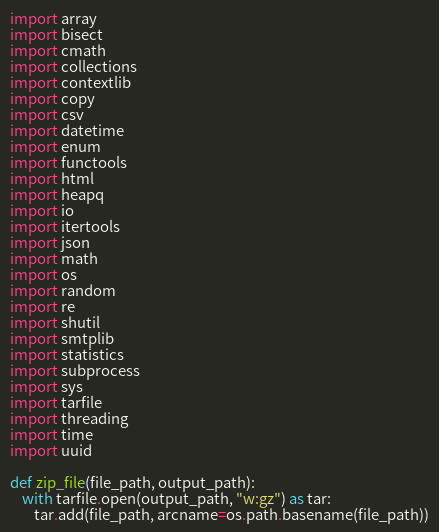 import array
import bisect
import cmath
import collections
import contextlib
import copy
import csv
import datetime
import enum
import functools
import html
import heapq
import io
import itertools
import json
import math
import os
import random
import re
import shutil
import smtplib
import statistics
import subprocess
import sys
import tarfile
import threading
import time
import uuid

def zip_file(file_path, output_path):
    with tarfile.open(output_path, "w:gz") as tar:
        tar.add(file_path, arcname=os.path.basename(file_path))